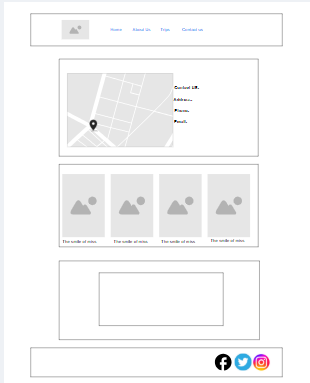 Home About Us Trips Contact us
Contact US.
Address.
Phone.
Email.
The smile of mine. The smile of mine. The smile of mine. The smile of mine.